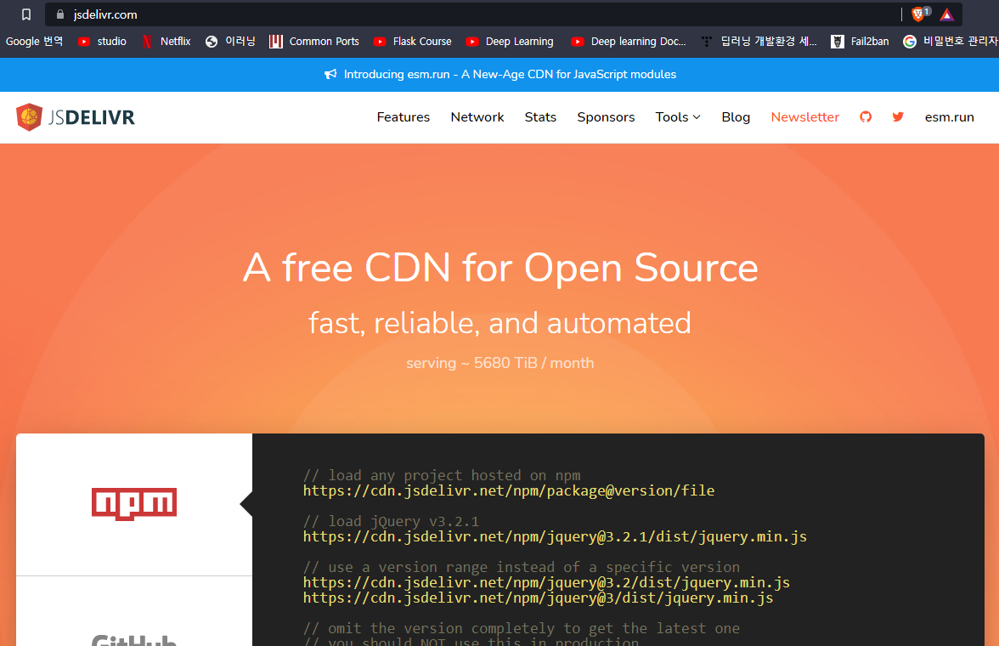 jsdelivr.com
1
Google 번역 studio Netflix 이러닝 Common Ports Flask Course Deep Learning Deep learning Doc... 딥러닝 개발환경 세... Fail2ban 비밀번호 관리자
Introducing esm.run - A New-Age CDN for JavaScript modules
JSDELIVR Features Network Stats Sponsors Tools Blog Newsletter esm.run
A free CDN for Open Source
fast, reliable, and automated
serving ~ 5680 TiB / month
npm
// load any project hosted on npm
https://cdn.jsdelivr.net/npm/package@version/file
// load jQuery v3.2.1
https://cdn.jsdelivr.net/npm/jquery@3.2.1/dist/jquery.min.js
// use a version range instead of a specific version
https://cdn.jsdelivr.net/npm/jquery@3.2/dist/jquery.min.js
https://cdn.jsdelivr.net/npm/jquery@3/dist/jquery.min.js
// omit the version completely to get the latest one
// you should NOT use this in production
GitHub